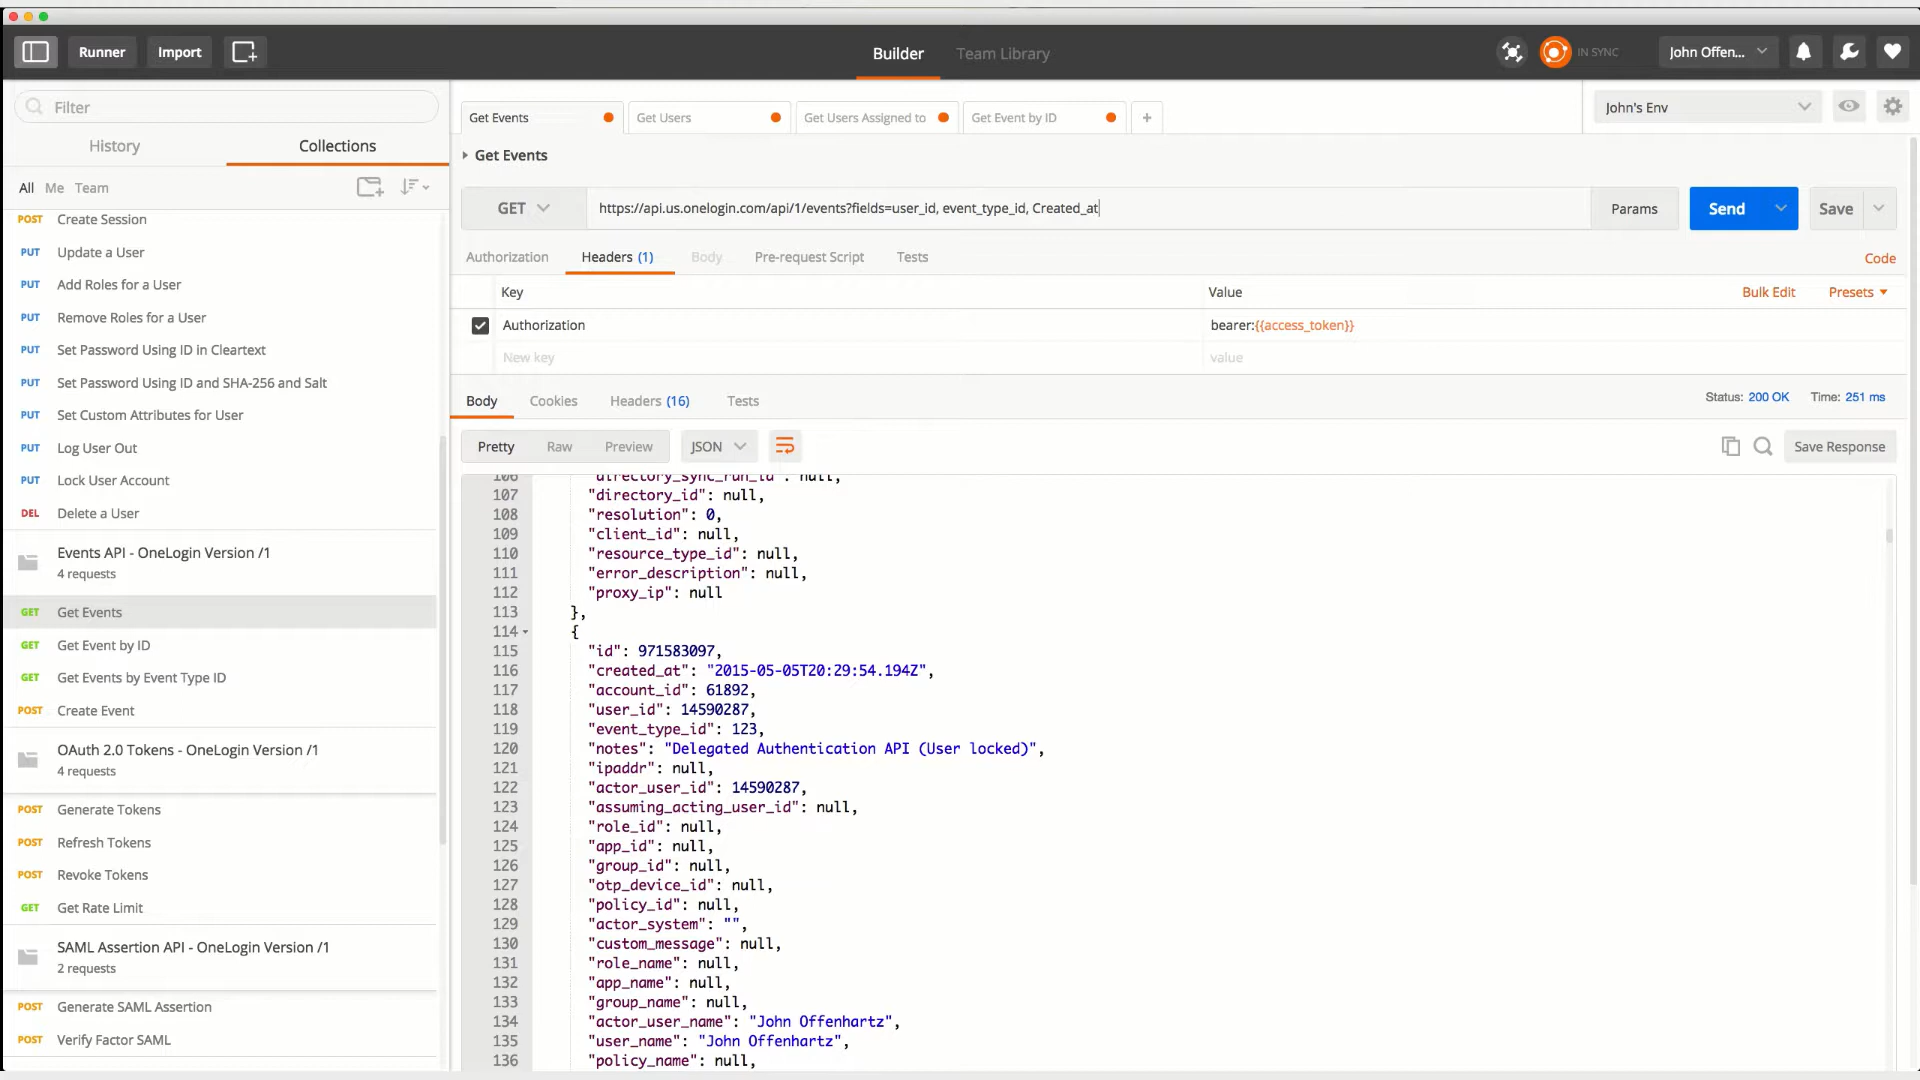 Runner
Import
Builder
Team Library
IN SYNC
John Offen...
Filter
History
Collections
All Me Team
POST Create Session
PUT Update a User
PUT Add Roles for a User
PUT Remove Roles for a User
PUT Set Password Using ID in Cleartext
PUT Set Password Using ID and SHA-256 and Salt
PUT Set Custom Attributes for User
PUT Log User Out
PUT Lock User Account
DEL Delete a User
Events API - OneLogin Version /1
4 requests
GET Get Events
GET Get Event by ID
GET Get Events by Event Type ID
POST Create Event
OAuth 2.0 Tokens - OneLogin Version /1
4 requests
POST Generate Tokens
POST Refresh Tokens
POST Revoke Tokens
GET Get Rate Limit
SAML Assertion API - OneLogin Version /1
2 requests
POST Generate SAML Assertion
POST Verify Factor SAML
Get Events
Get Users
Get Users Assigned to
Get Event by ID
+
John's Env
Get Events
GET
https://api.us.onelogin.com/api/1/events?fields=user_id, event_type_id, Created_at
Params
Send
Save
Authorization
Headers (1)
Body
Pre-request Script
Tests
Code
Key
Value
Bulk Edit
Presets
Authorization
bearer:{{access_token}}
New key
value
Body
Cookies
Headers (16)
Tests
Status: 200 OK
Time: 251 ms
Pretty
Raw
Preview
JSON
Save Response
106 "directory_sync_run_id": null,
107 "directory_id": null,
108 "resolution": 0,
109 "client_id": null,
110 "resource_type_id": null,
111 "error_description": null,
112 "proxy_ip": null
113 },
114 {
115 "id": 971583097,
116 "created_at": "2015-05-05T20:29:54.194Z",
117 "account_id": 61892,
118 "user_id": 14590287,
119 "event_type_id": 123,
120 "notes": "Delegated Authentication API (User locked)",
121 "ipaddr": null,
122 "actor_user_id": 14590287,
123 "assuming_acting_user_id": null,
124 "role_id": null,
125 "app_id": null,
126 "group_id": null,
127 "otp_device_id": null,
128 "policy_id": null,
129 "actor_system": "",
130 "custom_message": null,
131 "role_name": null,
132 "app_name": null,
133 "group_name": null,
134 "actor_user_name": "John Offenhartz",
135 "user_name": "John Offenhartz",
136 "policy_name": null,